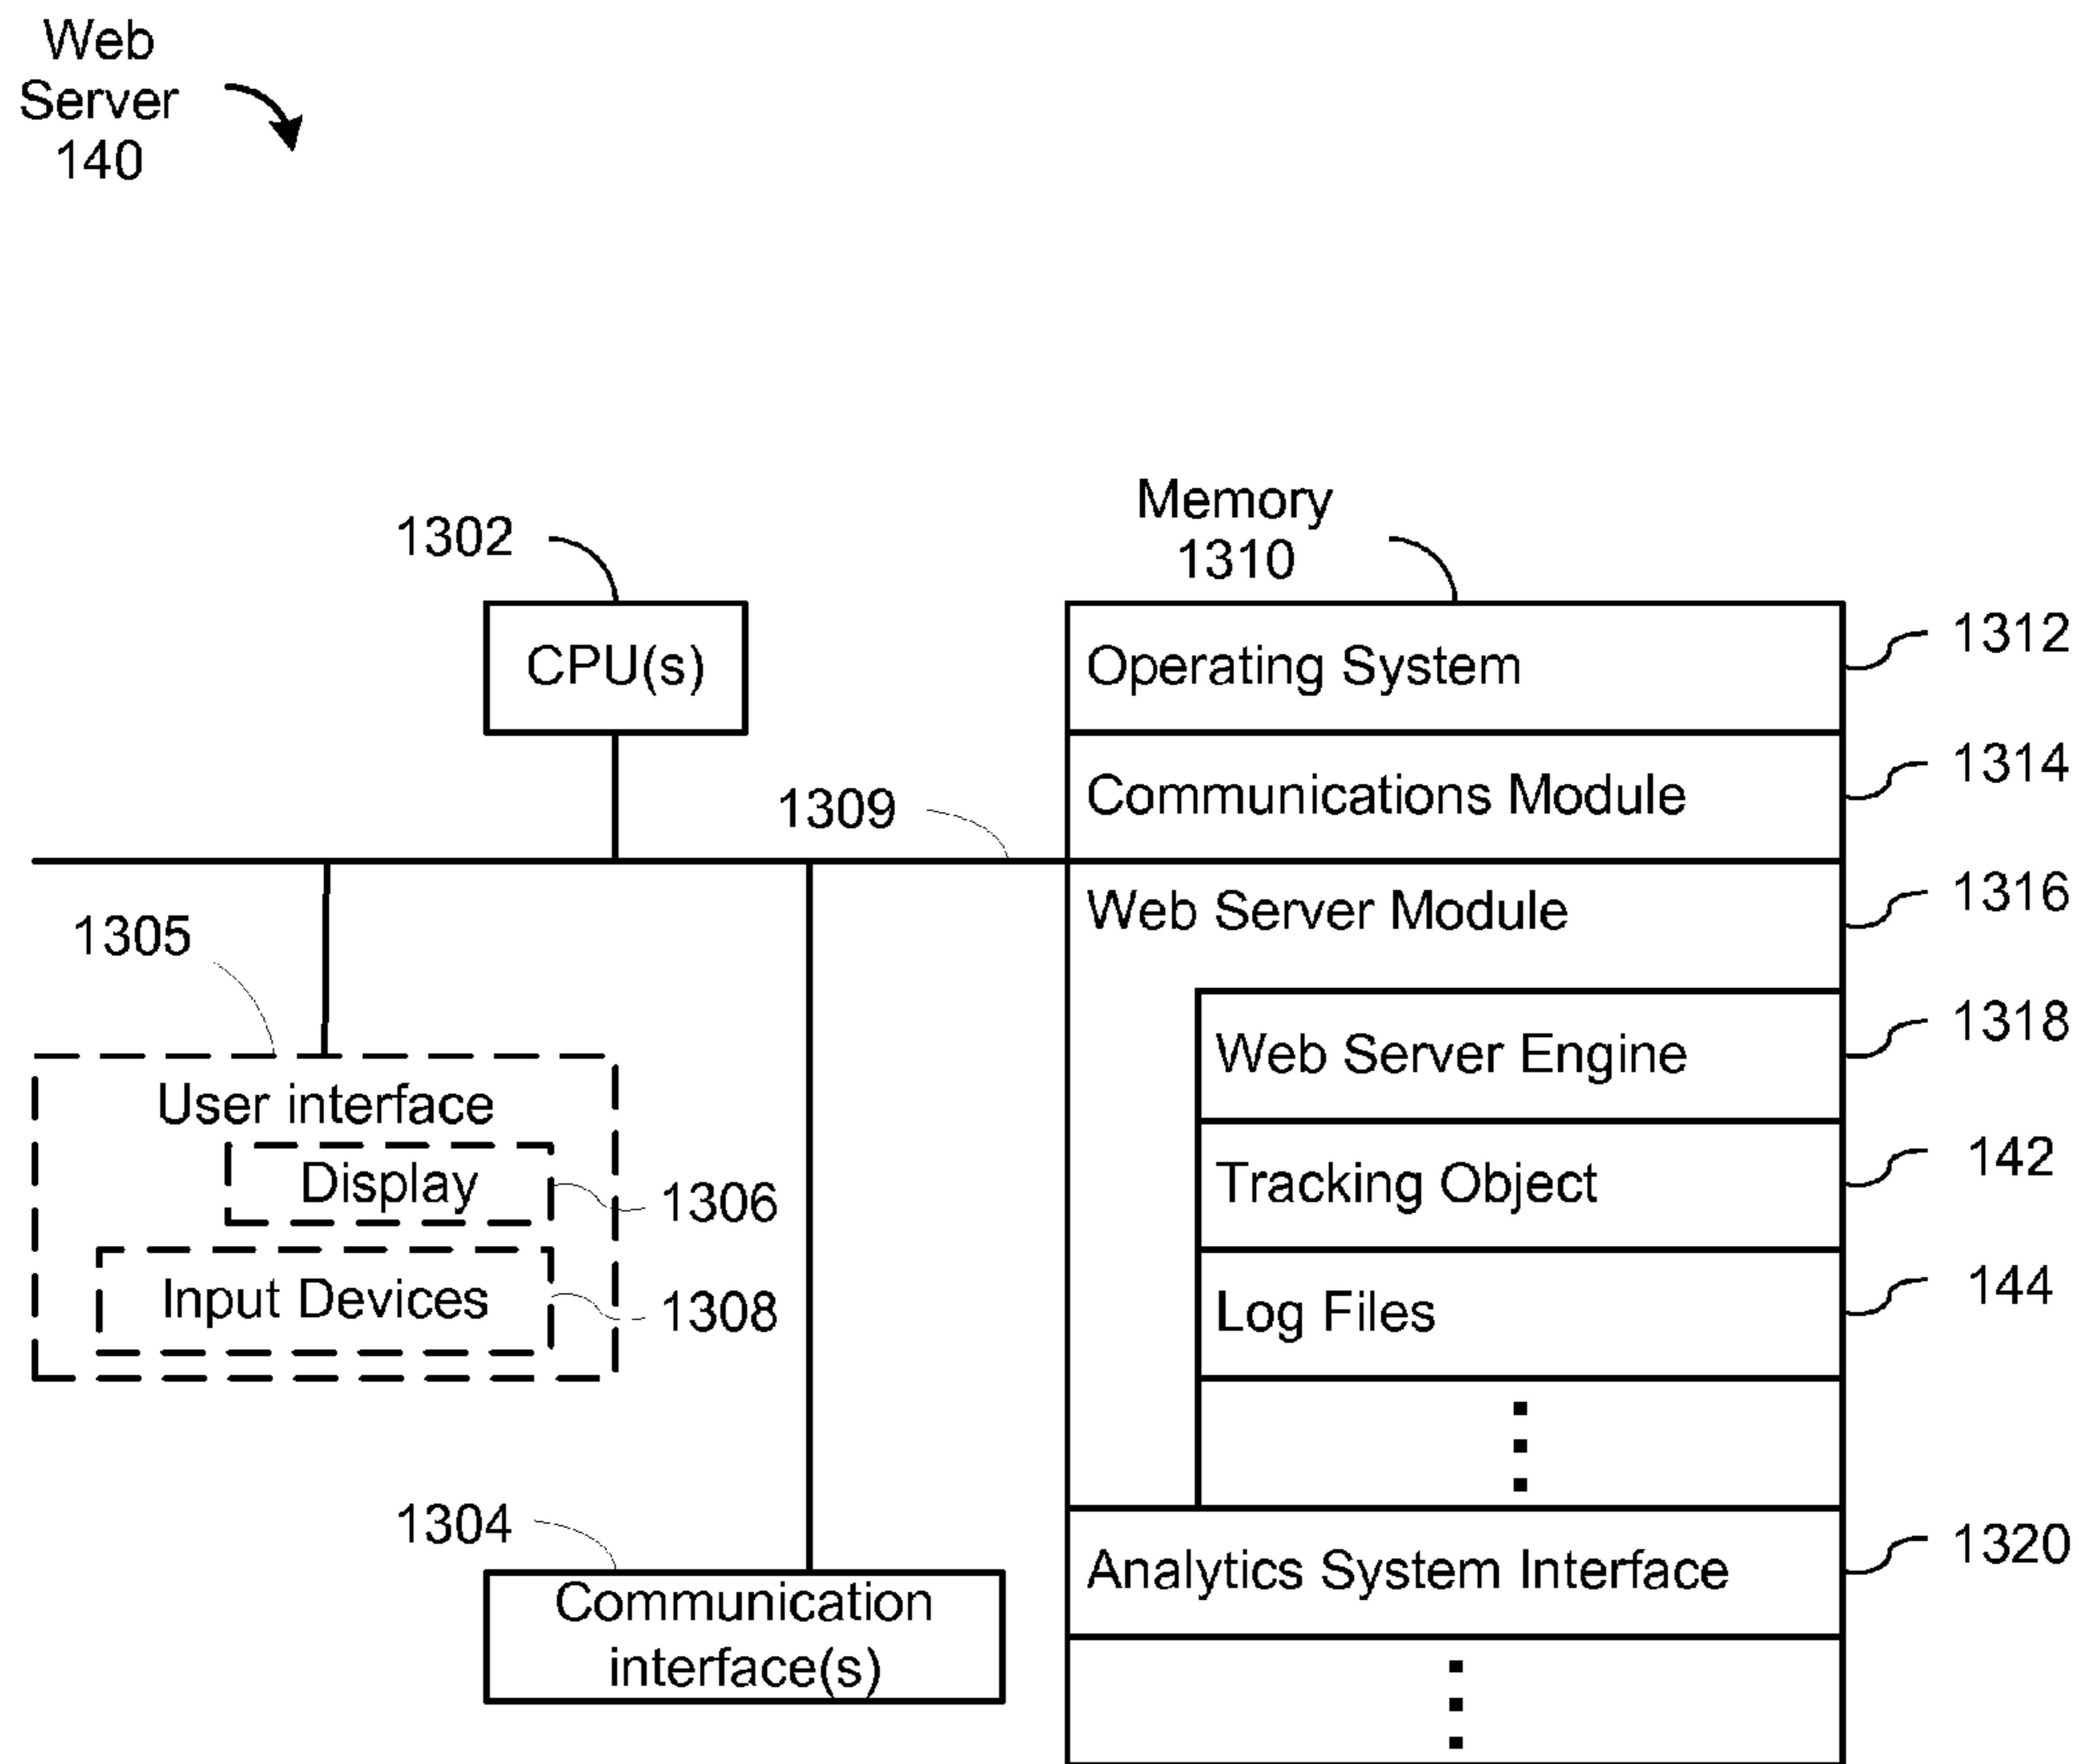 Web
Server
140
Memory
1310
1302
CPU(s)
Operating System
1312
Communications Module
1314
1309
Web Server Module
1316
1305
Web Server Engine
1318
User interface
Display
1306
Tracking Object
142
Input Devices
1308
Log Files
144
1304
Communication
interface(s)
Analytics System Interface
1320